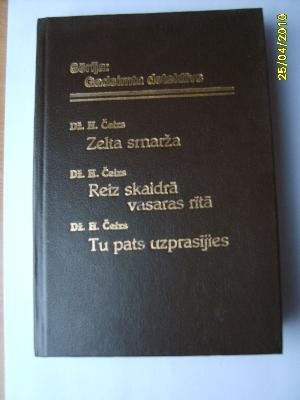 Sērija:
Gadsimta detektīvs
Dž. H. Čeizs
Zelta smarža
Dž. H. Čeizs
Reiz skaidrā
vasaras rītā
Dž. H. Čeizs
Tu pats uzprasījies
25/04/2010